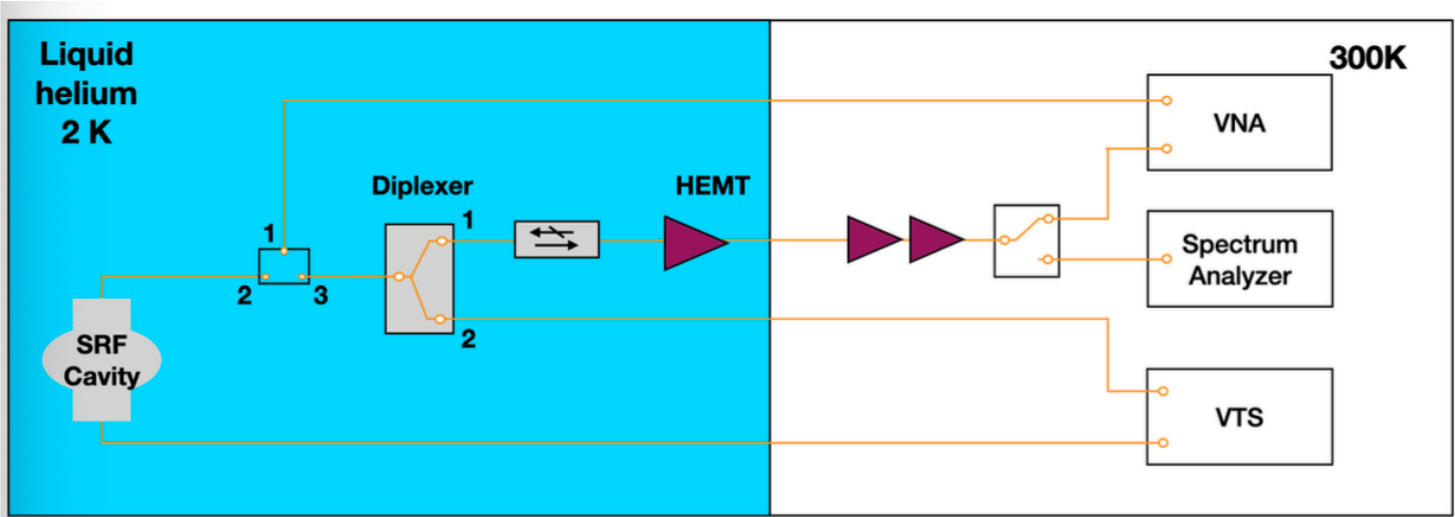 Liquid
helium
2 K
300K
VNA
Diplexer
HEMT
1
1
2
3
Spectrum
Analyzer
2
SRF
Cavity
VTS